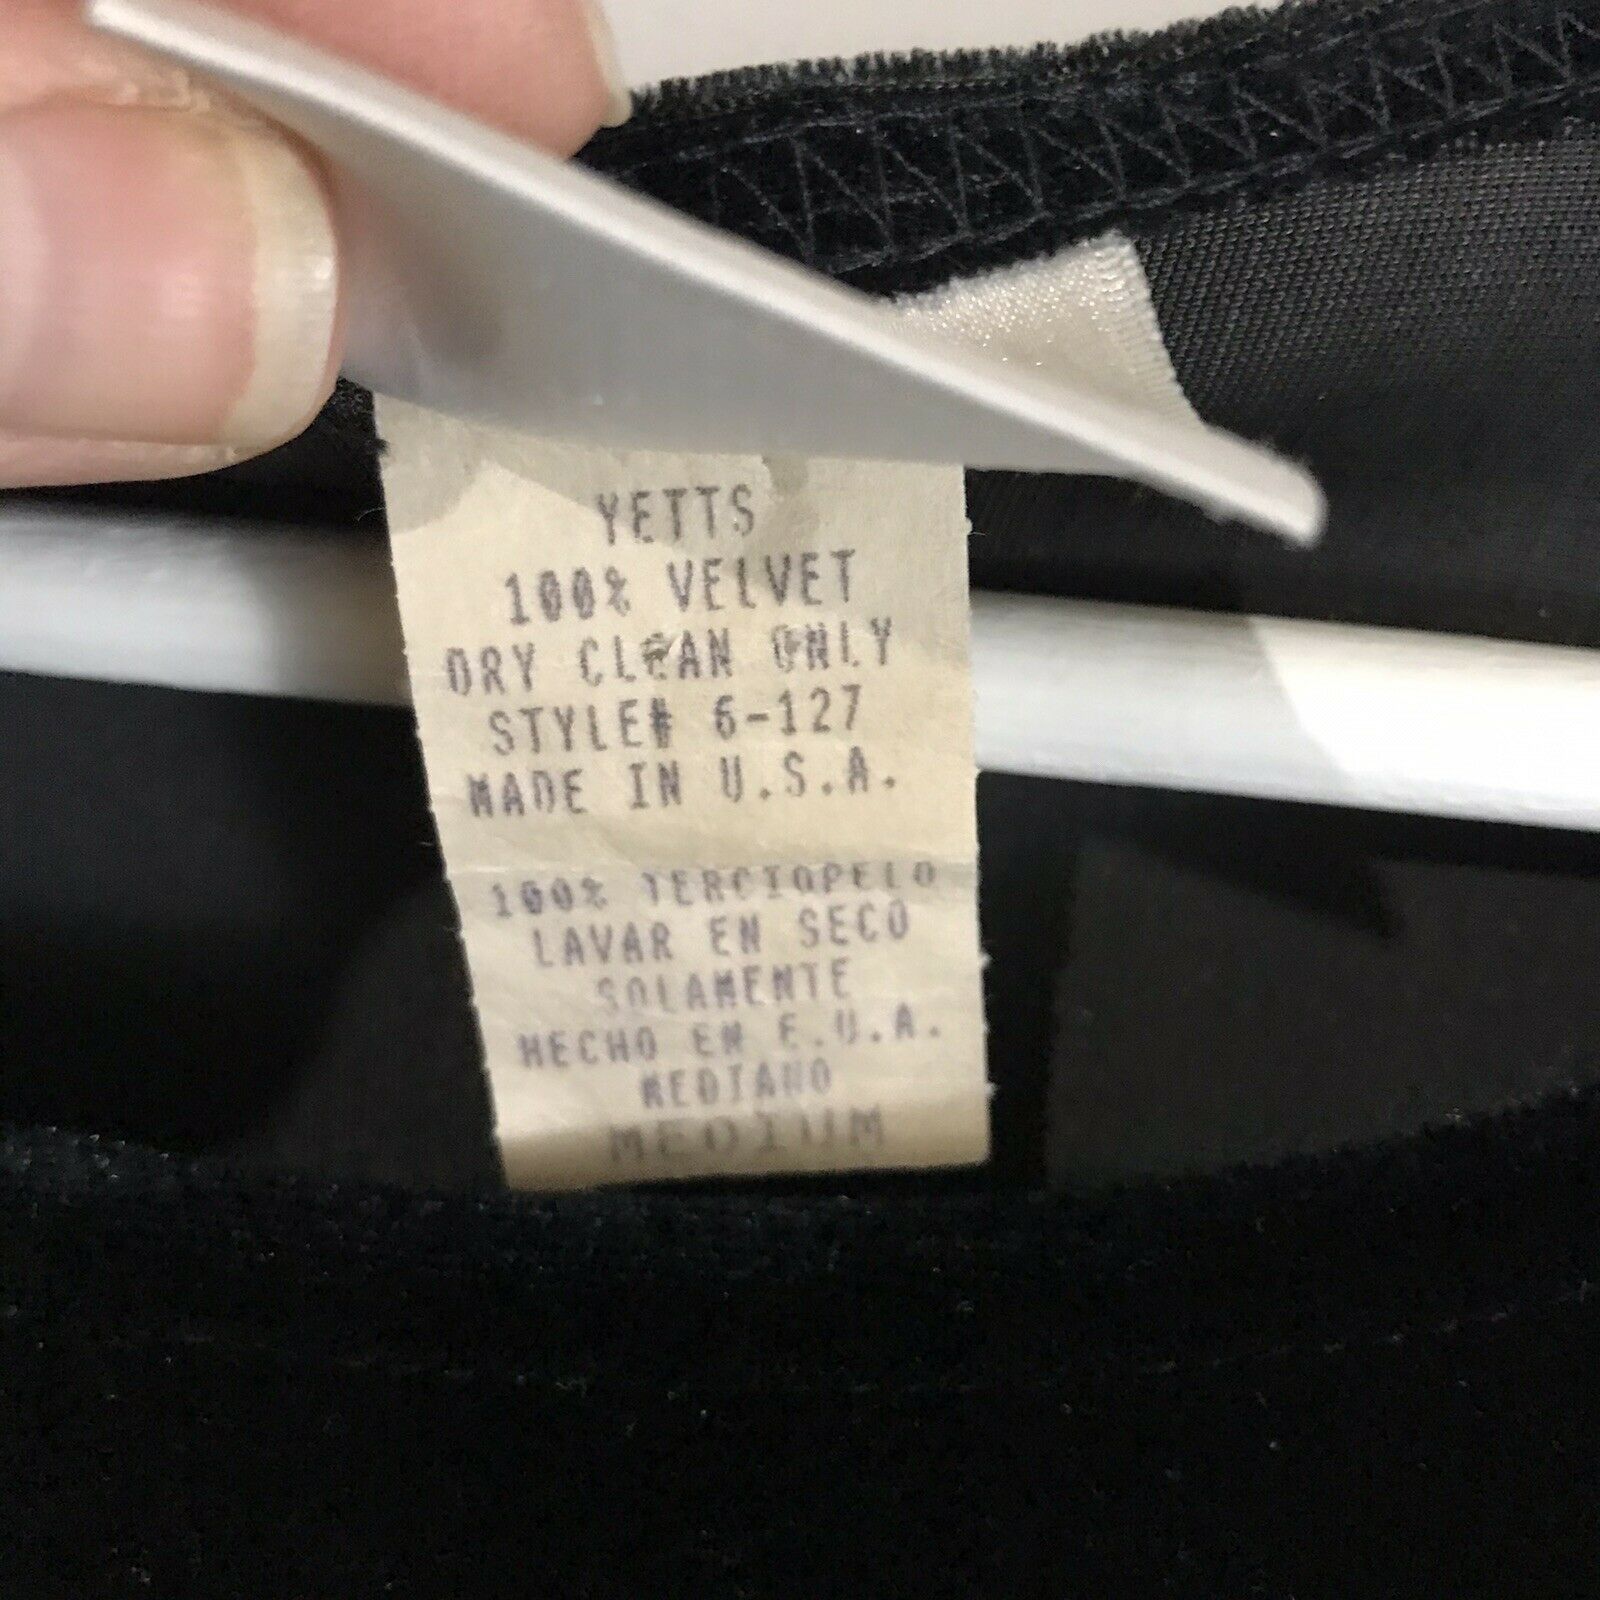 YETTS
100% VELVET
DRY CLEAN ONLY
STYLE# 6-127
MADE IN U.S.A.
100% TERCIOPELO
LAVAR EN SECO
SOLAMENTE
HECHO EN E.U.A.
MEDIANO
MEDIUM